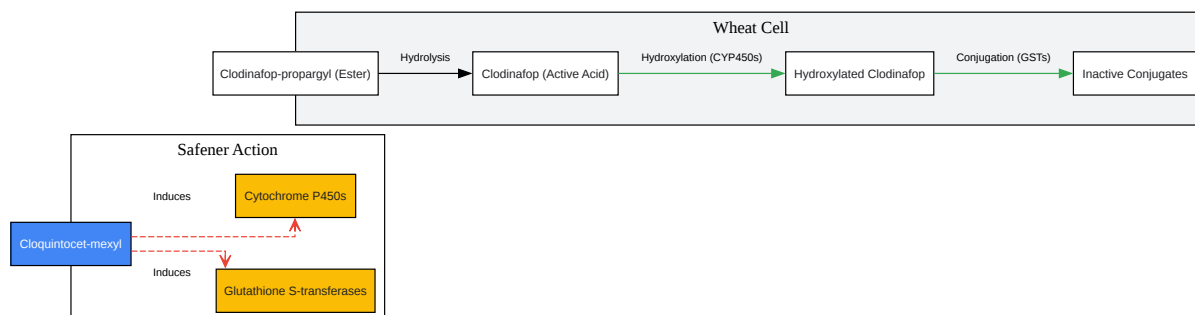 Wheat Cell
Clodinafop-propargyl (Ester)
Hydrolysis
Clodinafop (Active Acid)
Hydroxylation (CYP450s)
Hydroxylated Clodinafop
Conjugation (GSTs)
Inactive Conjugates
Safener Action
Induces
Cytochrome P450s
Cloquintocet-mexyl
Induces
Glutathione S-transferases